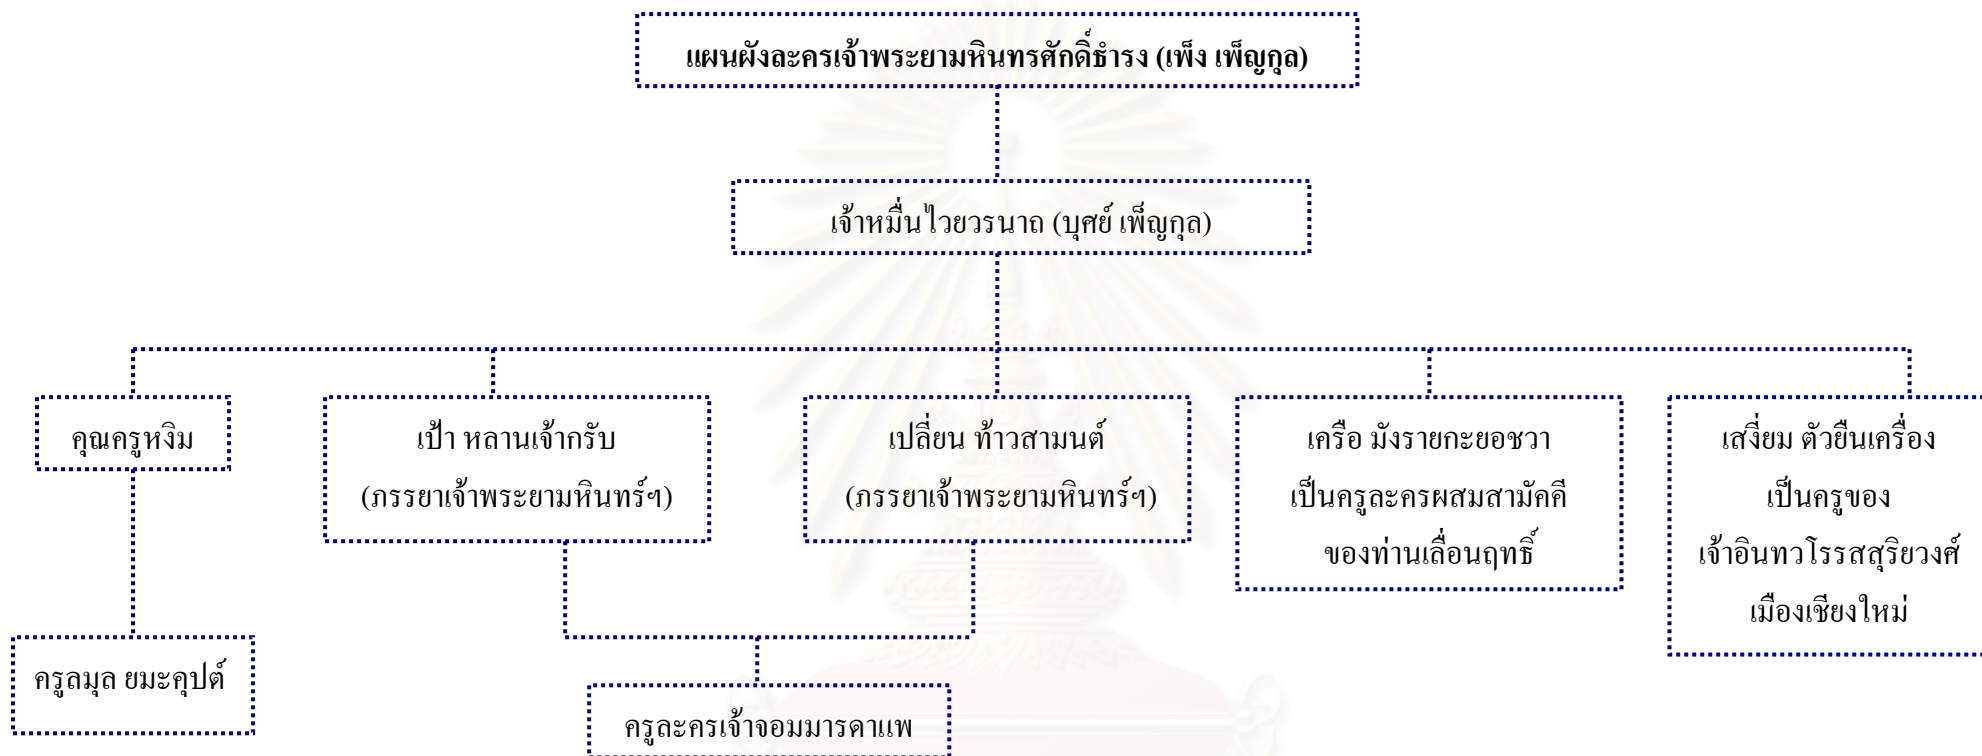 แผนผังละครเจ้าพระยามหินทรศักดิ์ธำรง (เพ็ง เพ็ญกุล)
เจ้าหมื่นไวยวรนาถ (บุศย์ เพ็ญกุล)
คุณครูหงิม
เป้า หลานเจ้ากรับ
(ภรรยาเจ้าพระยามหินทร์ฯ)
เปลี่ยน ท้าวสามนต์
(ภรรยาเจ้าพระยามหินทร์ฯ)
เครือ มังรายกะยอชวา
เป็นครูละครผสมสามัคคี
ของท่านเลื่อนฤทธิ์
เสงี่ยม ตัวยืนเครื่อง
เป็นครูของ
เจ้าอินทวโรรสสุริยวงศ์
เมืองเชียงใหม่
ครูลมุล ยมะคุปต์
ครูละครเจ้าจอมมารดาแพ